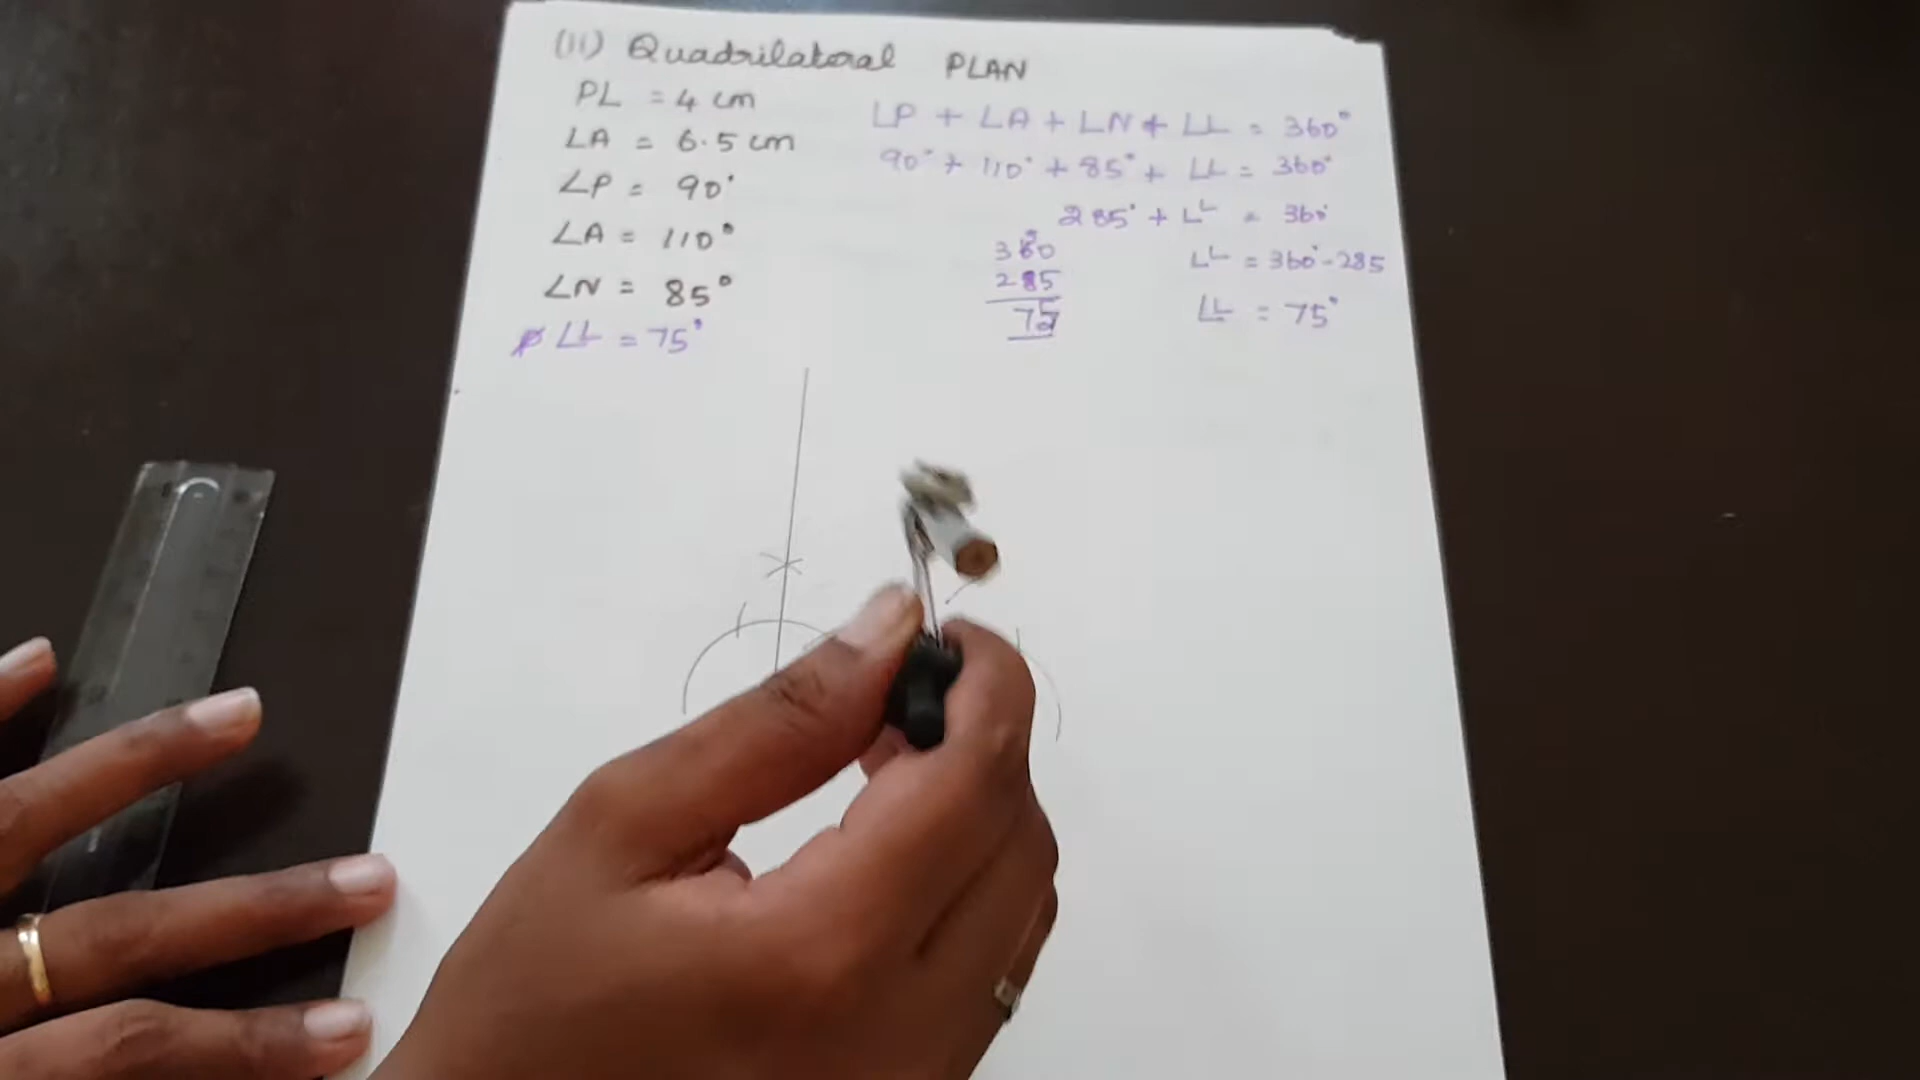 (ii) Quadrilateral PLAN
PL = 4 cm
LA = 6.5 cm
∠P = 90°
∠A = 110°
∠N = 85°
∠L = 75°
∠P + ∠A + ∠N + ∠L = 360°
90° + 110° + 85° + ∠L = 360°
285° + ∠L = 360°
∠L = 360° - 285
∠L = 75°
360
285
75